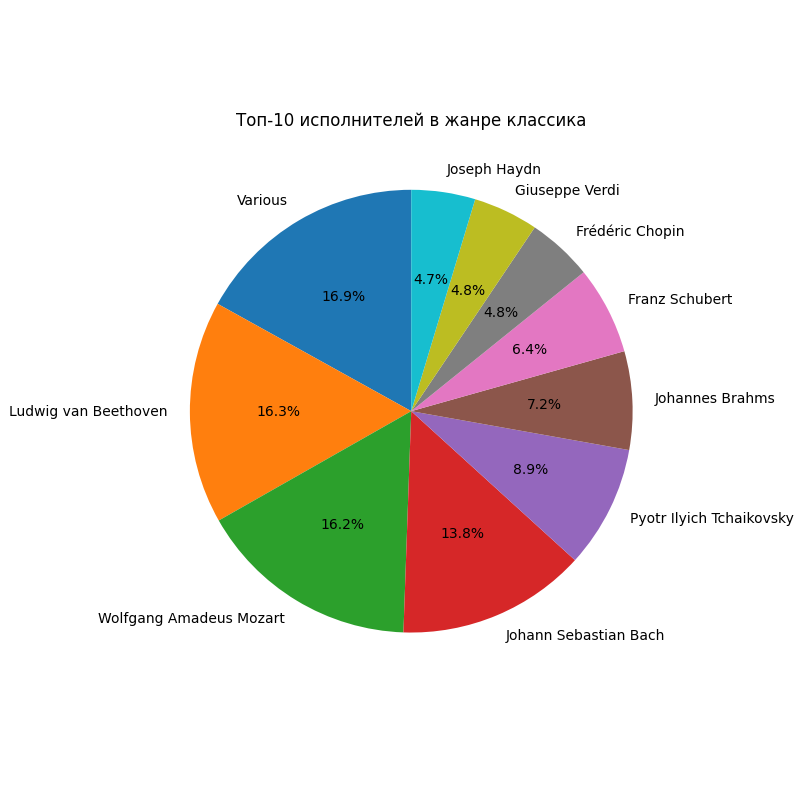 Топ-10 исполнителей в жанре классика
Joseph Haydn
Giuseppe Verdi
Various
Frédéric Chopin
4.7%
4.8%
16.9%
Franz Schubert
4.8%
6.4%
Johannes Brahms
7.2%
Ludwig van Beethoven
16.3%
8.9%
Pyotr Ilyich Tchaikovsky
16.2%
13.8%
Wolfgang Amadeus Mozart
Johann Sebastian Bach